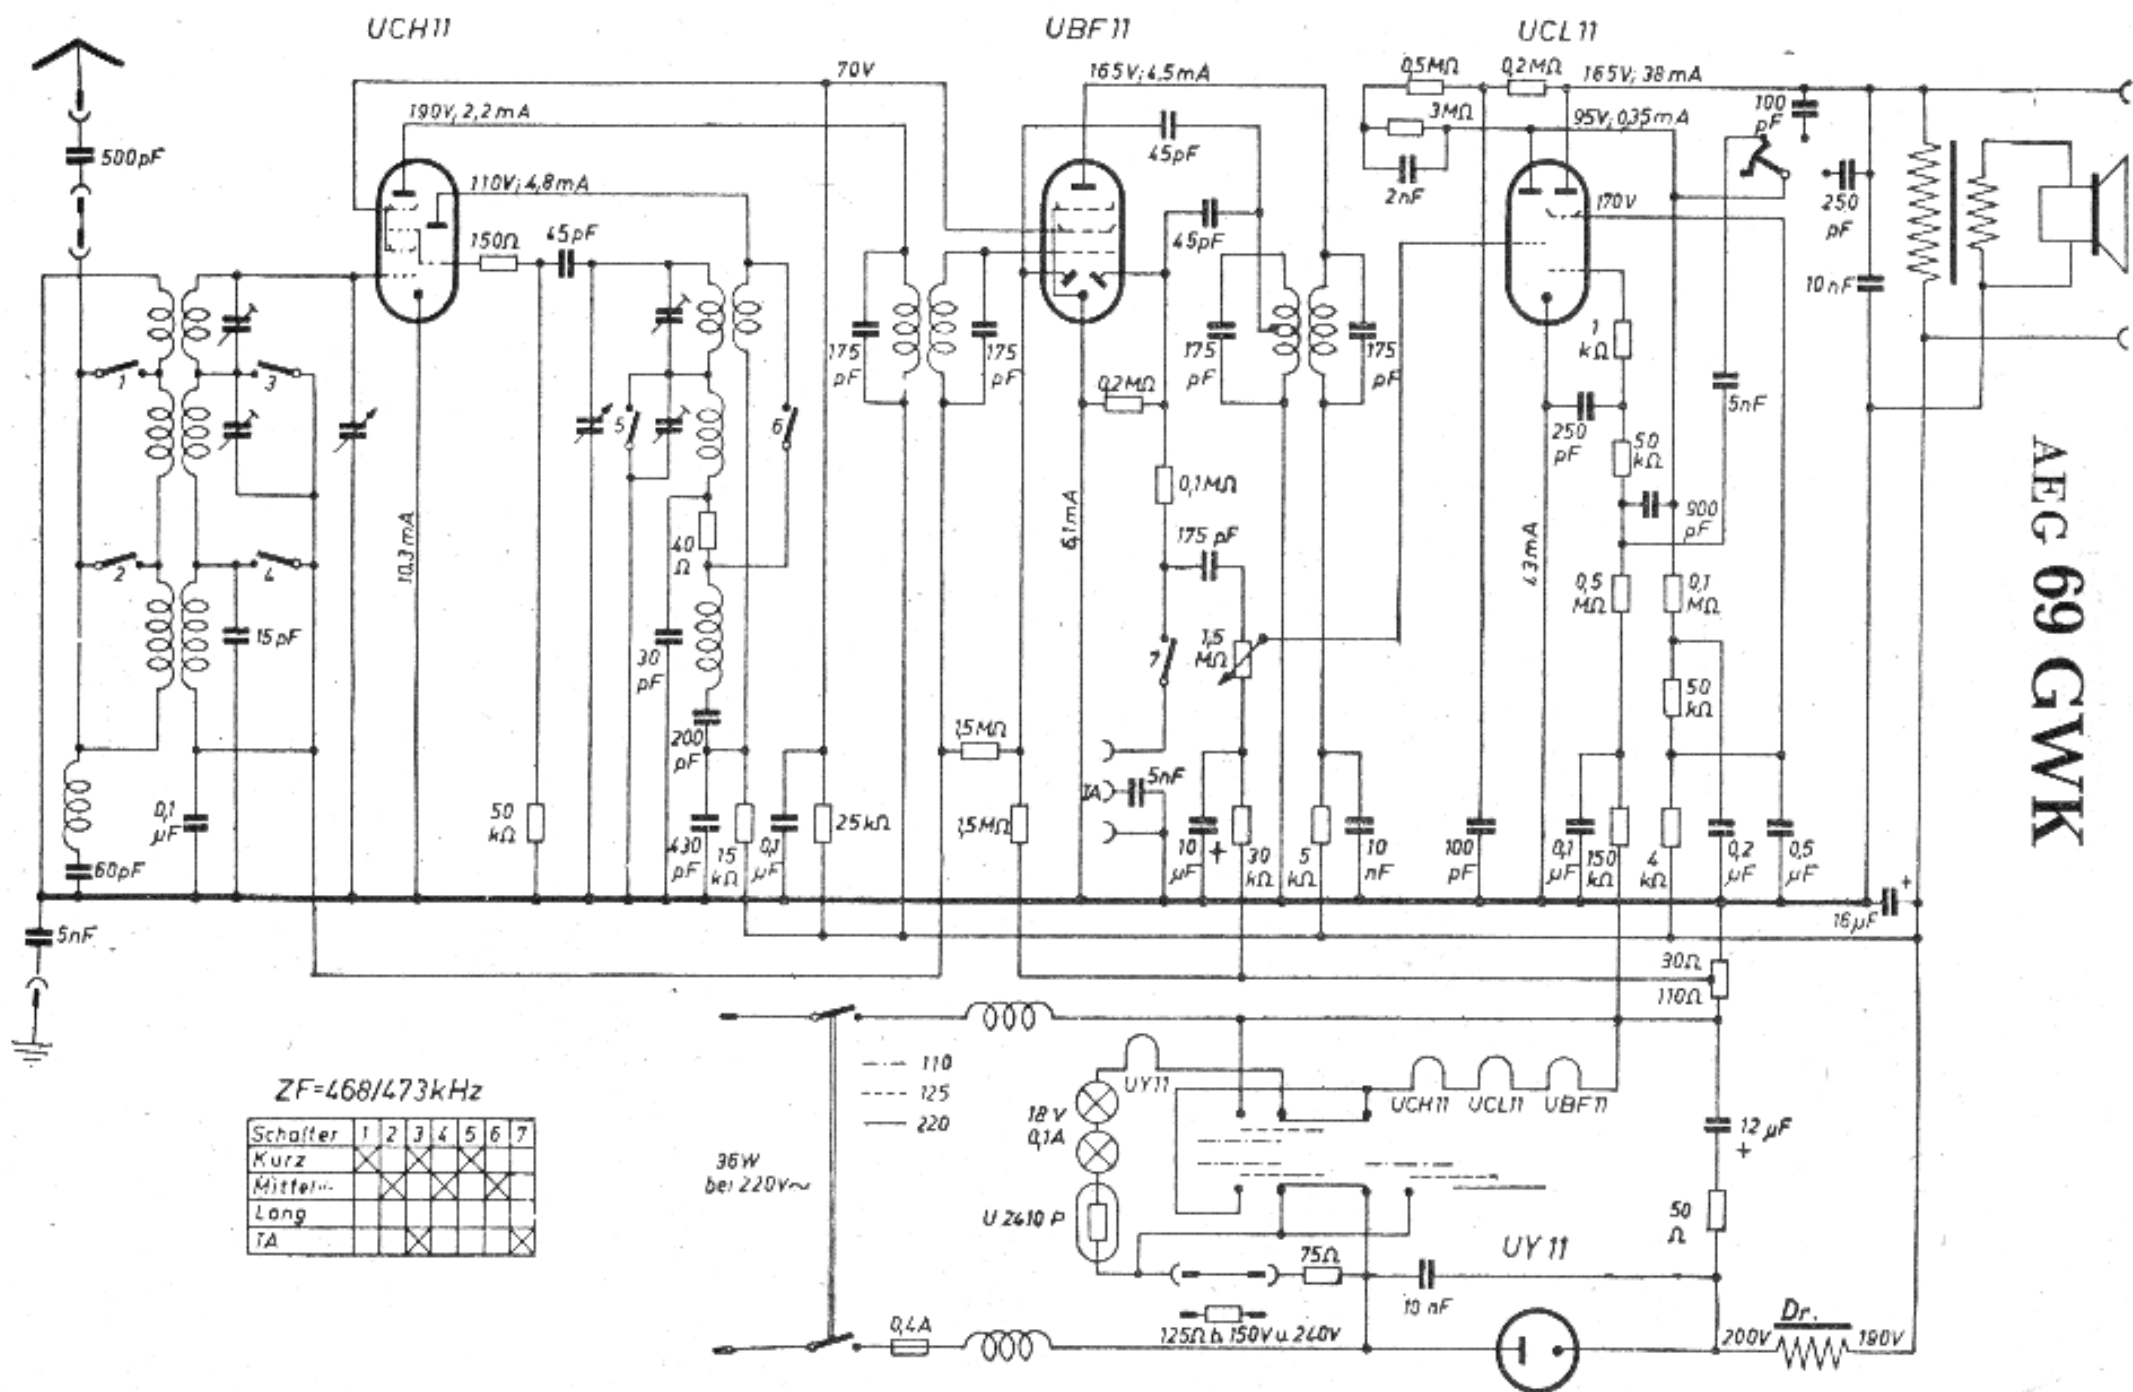 UCH11
UBF11
UCL11
70V
165V; 4,5mA
0,5MΩ
0,2MΩ
165V; 38mA
190V, 2,2mA
3MΩ
95V; 0,35mA
100 pF
500pF
45pF
2nF
110V; 4,8mA
170V
250 pF
150Ω
45pF
45pF
10nF
175 pF
175 pF
175 pF
175 pF
1 kΩ
1
3
5
6
0,2MΩ
250 pF
5nF
50 kΩ
0,1MΩ
900 pF
10,3mA
6,1mA
43mA
40 Ω
175 pF
0,5 MΩ
0,1 MΩ
2
4
15pF
30 pF
7
1,5 MΩ
50 kΩ
200 pF
1,5MΩ
TA
5nF
0,1 µF
50 kΩ
430 pF
15 kΩ
0,1 µF
25kΩ
1,5MΩ
10 µF
+
30 kΩ
5 kΩ
10 nF
100 pF
0,1 µF
150 kΩ
4 kΩ
0,2 µF
0,5 µF
60pF
5nF
16µF
+
30Ω
110Ω
AEG 69 GWK
110
125
220
UY11
UCH11
UCL11
UBF11
18V
0,1A
12 µF
+
ZF=468/473kHz
Schalter 1 2 3 4 5 6 7
Kurz
Mittel
Lang
TA
36W
bei 220V~
U 2410 P
50 Ω
75Ω
UY 11
10 nF
0,4A
125Ω b. 150V u. 240V
Dr.
200V
190V